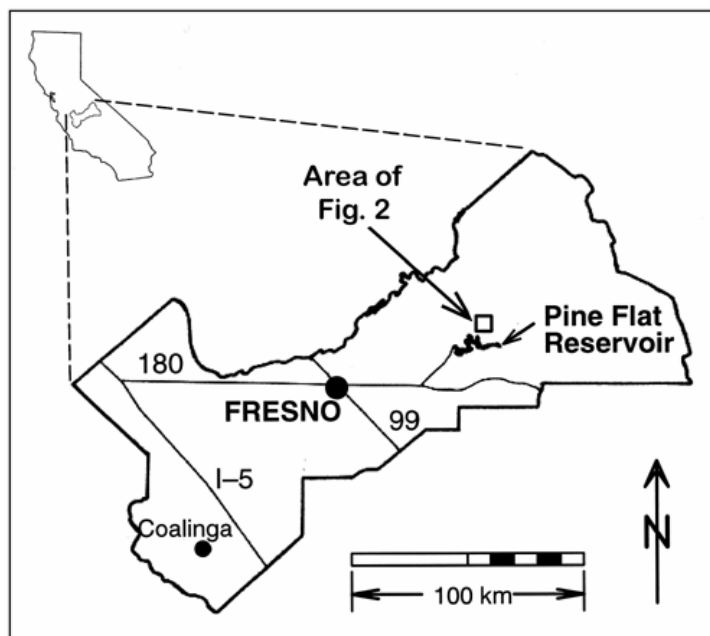 Area of
Fig. 2
Pine Flat
Reservoir
180
FRESNO
99
I–5
Coalinga
N
100 km